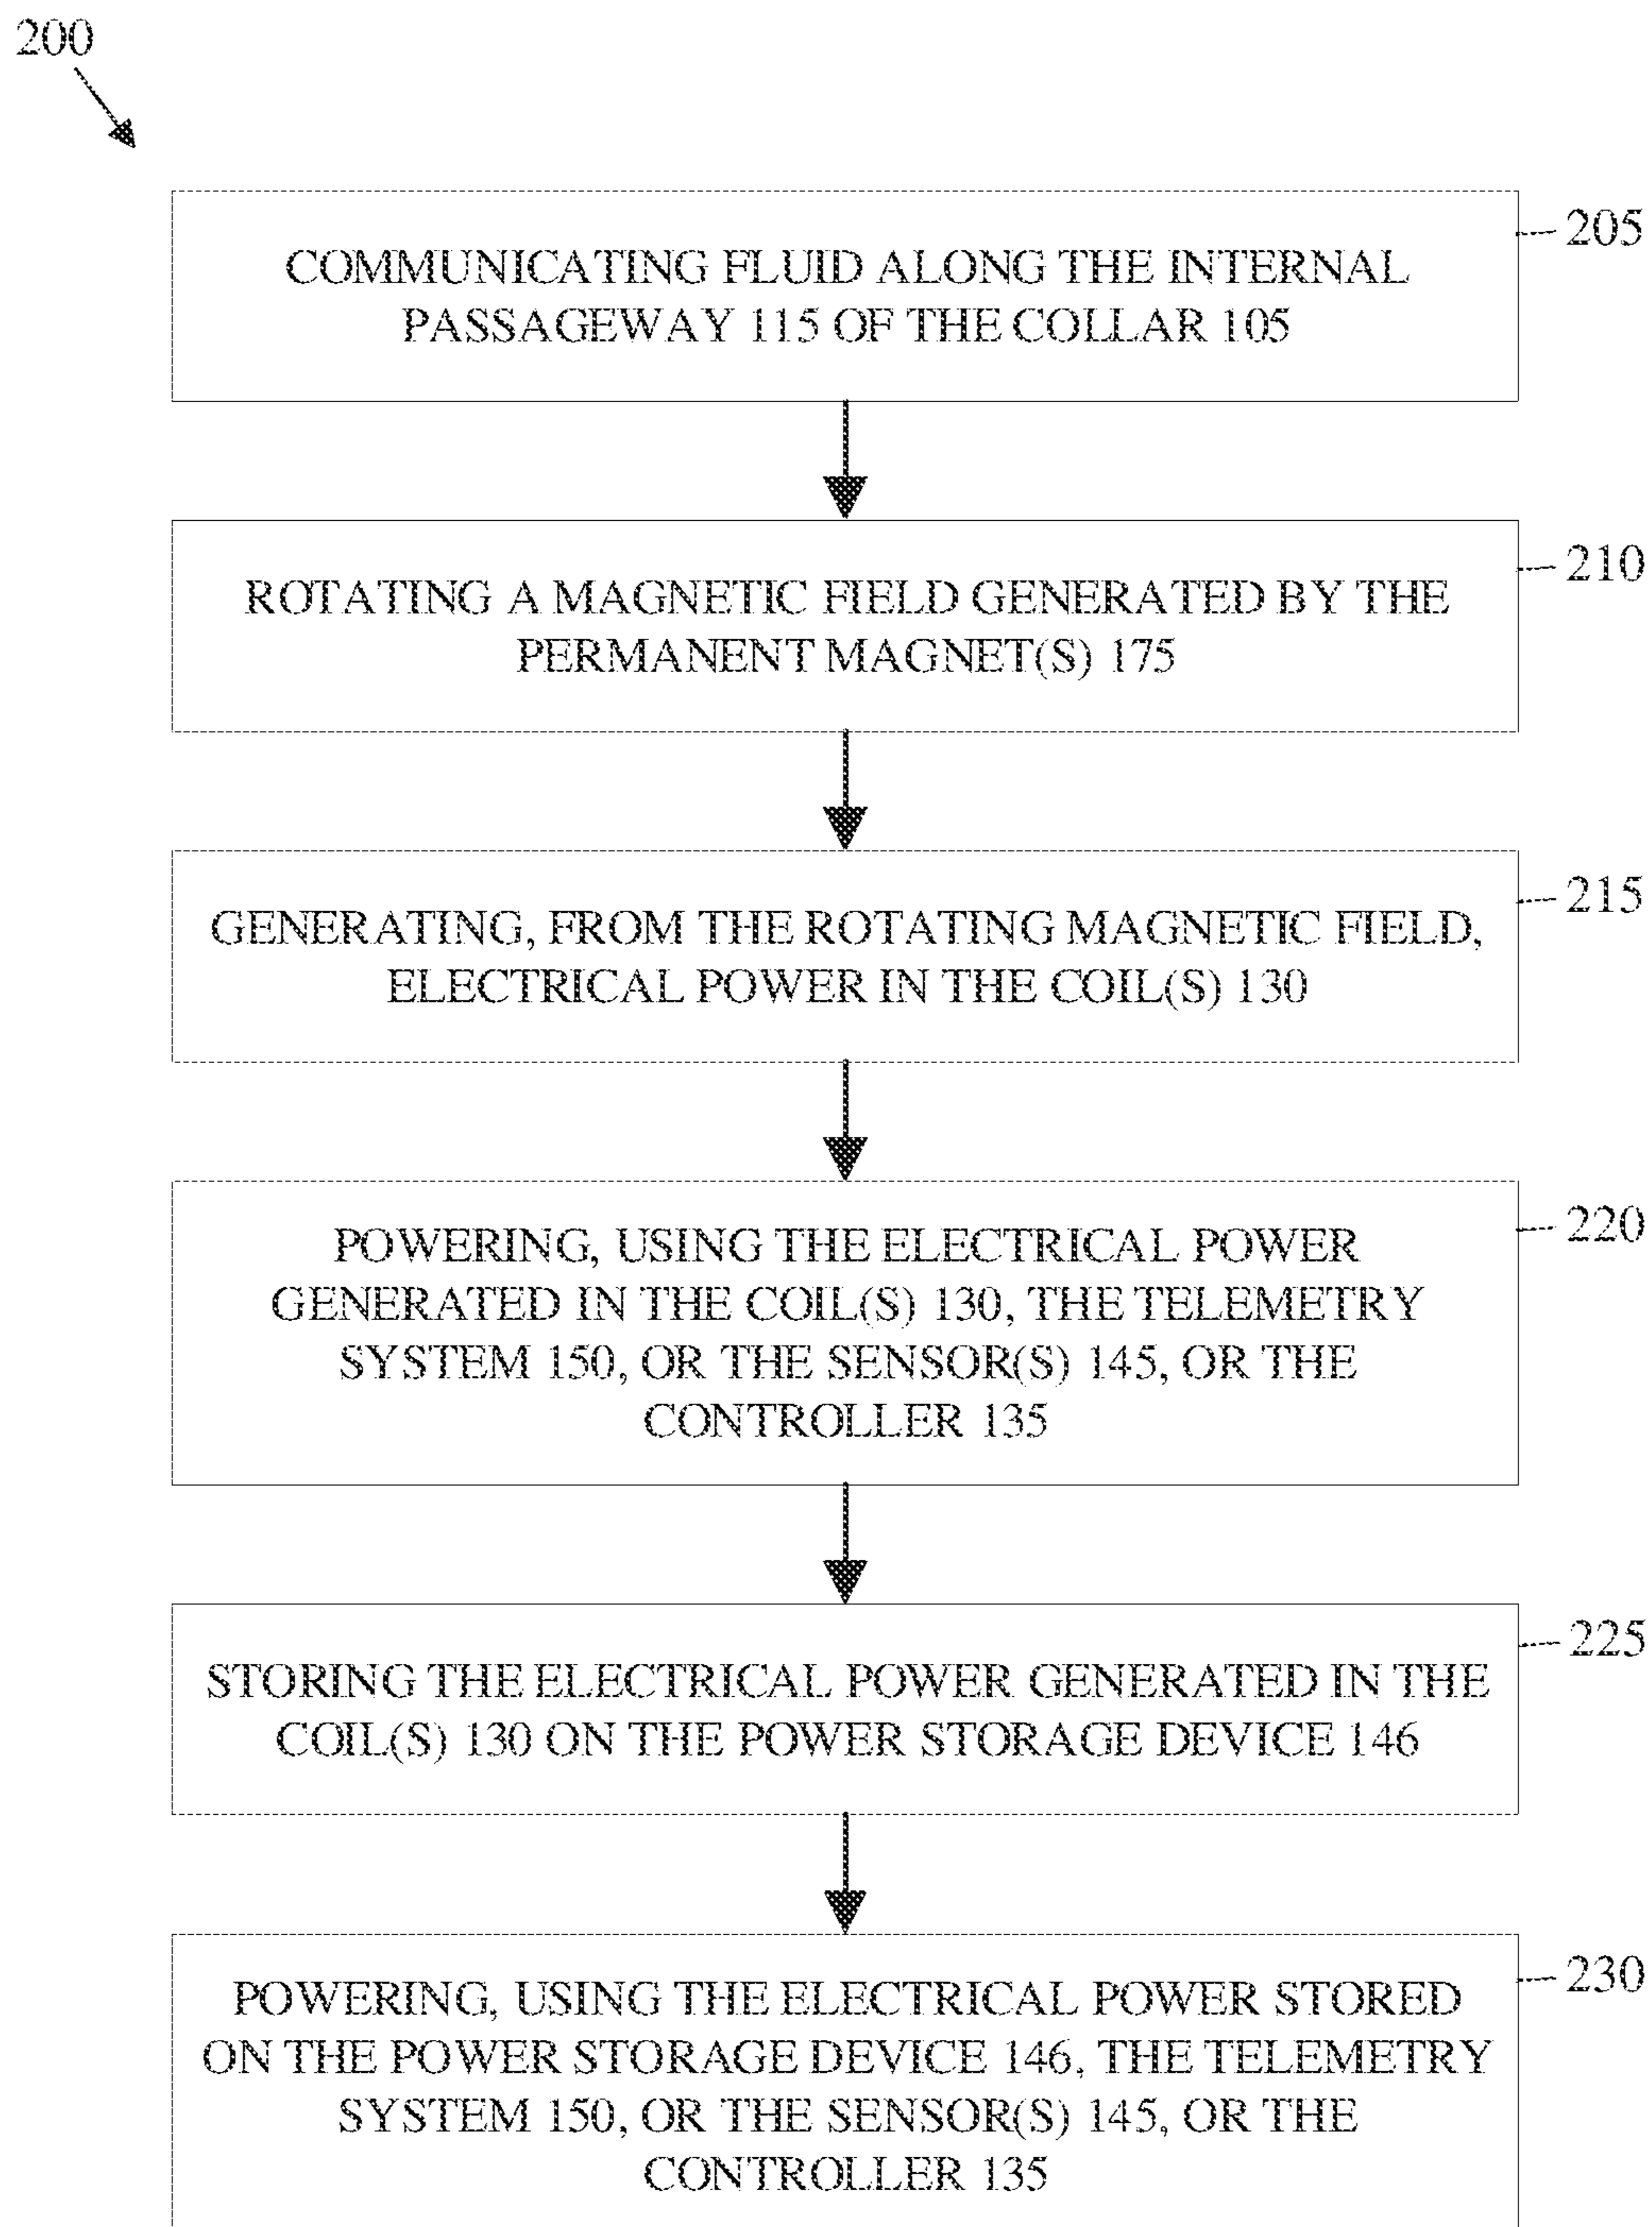 200
205
COMMUNICATING FLUID ALONG THE INTERNAL
PASSAGEWAY 115 OF THE COLLAR 105
210
ROTATING A MAGNETIC FIELD GENERATED BY THE
PERMANENT MAGNET(S) 175
215
GENERATING, FROM THE ROTATING MAGNETIC FIELD,
ELECTRICAL POWER IN THE COIL(S) 130
220
POWERING, USING THE ELECTRICAL POWER
GENERATED IN THE COIL(S) 130, THE TELEMETRY
SYSTEM 150, OR THE SENSOR(S) 145, OR THE
CONTROLLER 135
225
STORING THE ELECTRICAL POWER GENERATED IN THE
COIL(S) 130 ON THE POWER STORAGE DEVICE 146
230
POWERING, USING THE ELECTRICAL POWER STORED
ON THE POWER STORAGE DEVICE 146, THE TELEMETRY
SYSTEM 150, OR THE SENSOR(S) 145, OR THE
CONTROLLER 135